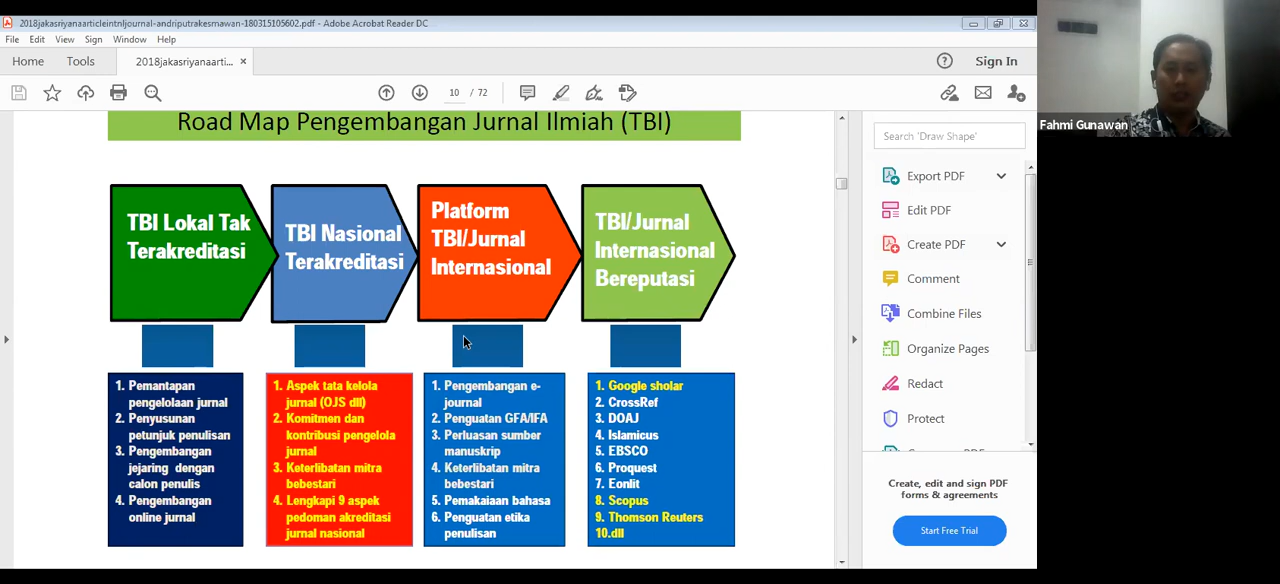 2018jakasriyanaarticleintnljournal-andriputrakesmawan-180315105602.pdf - Adobe Acrobat Reader DC
File Edit View Sign Window Help
Home Tools 2018jakasriyanaarti... × Sign In
10 / 72
Road Map Pengembangan Jurnal Ilmiah (TBI)
TBI Lokal Tak
Terakreditasi
TBI Nasional
Terakreditasi
Platform
TBI/Jurnal
Internasional
TBI/Jurnal
Internasional
Bereputasi
1. Pemantapan
pengelolaan jurnal
2. Penyusunan
petunjuk penulisan
3. Pengembangan
jejaring dengan
calon penulis
4. Pengembangan
online jurnal
1. Aspek tata kelola
jurnal (OJS dll)
2. Komitmen dan
kontribusi pengelola
jurnal
3. Keterlibatan mitra
bebestari
4. Lengkapi 9 aspek
pedoman akreditasi
jurnal nasional
1. Pengembangan e-
journal
2. Penguatan GFA/IFA
3. Perluasan sumber
manuskrip
4. Keterlibatan mitra
bebestari
5. Pemakaiaan bahasa
6. Penguatan etika
penulisan
1. Google sholar
2. CrossRef
3. DOAJ
4. Islamicus
5. EBSCO
6. Proquest
7. Eonlit
8. Scopus
9. Thomson Reuters
10.dll
Search 'Draw Shape'
Export PDF
Edit PDF
Create PDF
Comment
Combine Files
Organize Pages
Redact
Protect
Create, edit and sign PDF
forms & agreements
Start Free Trial
Fahmi Gunawan